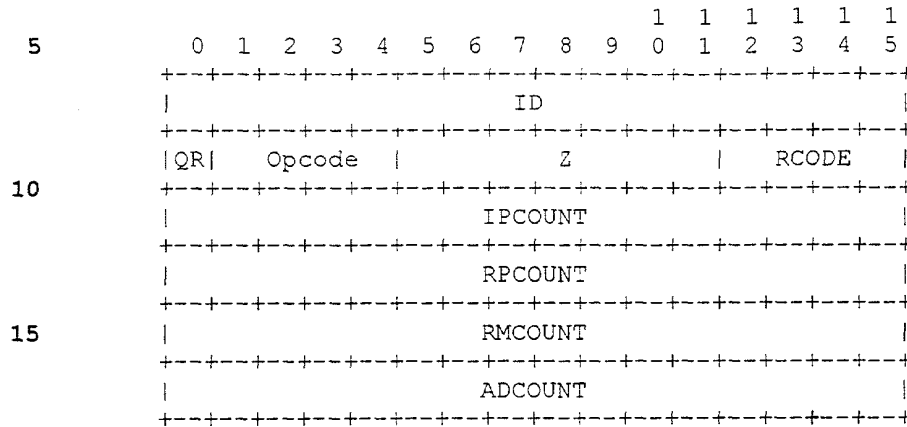 1  1  1  1  1  1
5           0  1  2  3  4  5  6  7  8  9  0  1  2  3  4  5
          +--+--+--+--+--+--+--+--+--+--+--+--+--+--+--+--+
          |                      ID                       |
          +--+--+--+--+--+--+--+--+--+--+--+--+--+--+--+--+
          |QR|   Opcode  |          Z         |   RCODE   |
10        +--+--+--+--+--+--+--+--+--+--+--+--+--+--+--+--+
          |                    IPCOUNT                    |
          +--+--+--+--+--+--+--+--+--+--+--+--+--+--+--+--+
          |                    RPCOUNT                    |
          +--+--+--+--+--+--+--+--+--+--+--+--+--+--+--+--+
15        |                    RMCOUNT                    |
          +--+--+--+--+--+--+--+--+--+--+--+--+--+--+--+--+
          |                    ADCOUNT                    |
          +--+--+--+--+--+--+--+--+--+--+--+--+--+--+--+--+